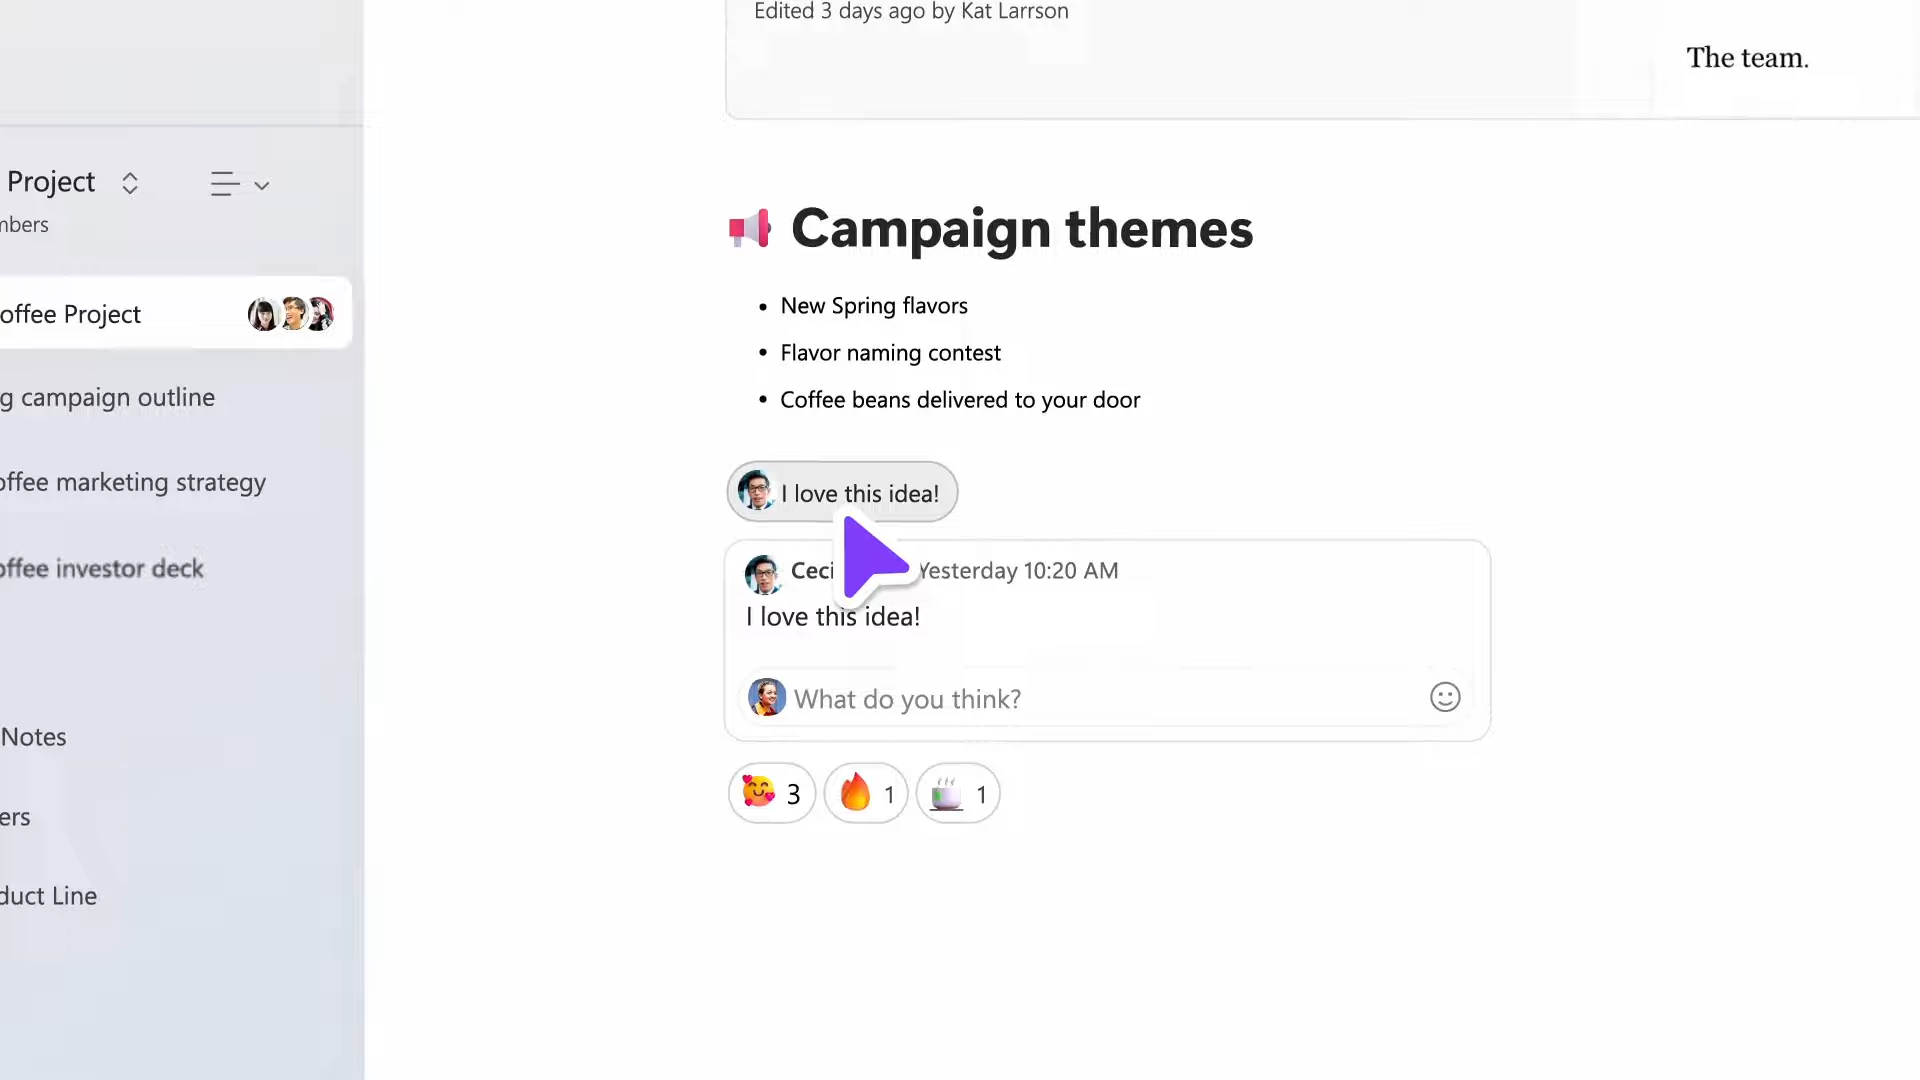 Edited 3 days ago by Kat Larrson
The team.
Project
mbers
offee Project
g campaign outline
offee marketing strategy
offee investor deck
Notes
ers
duct Line
Campaign themes
• New Spring flavors
• Flavor naming contest
• Coffee beans delivered to your door
I love this idea!
Ceci Yesterday 10:20 AM
I love this idea!
What do you think?
3 1 1